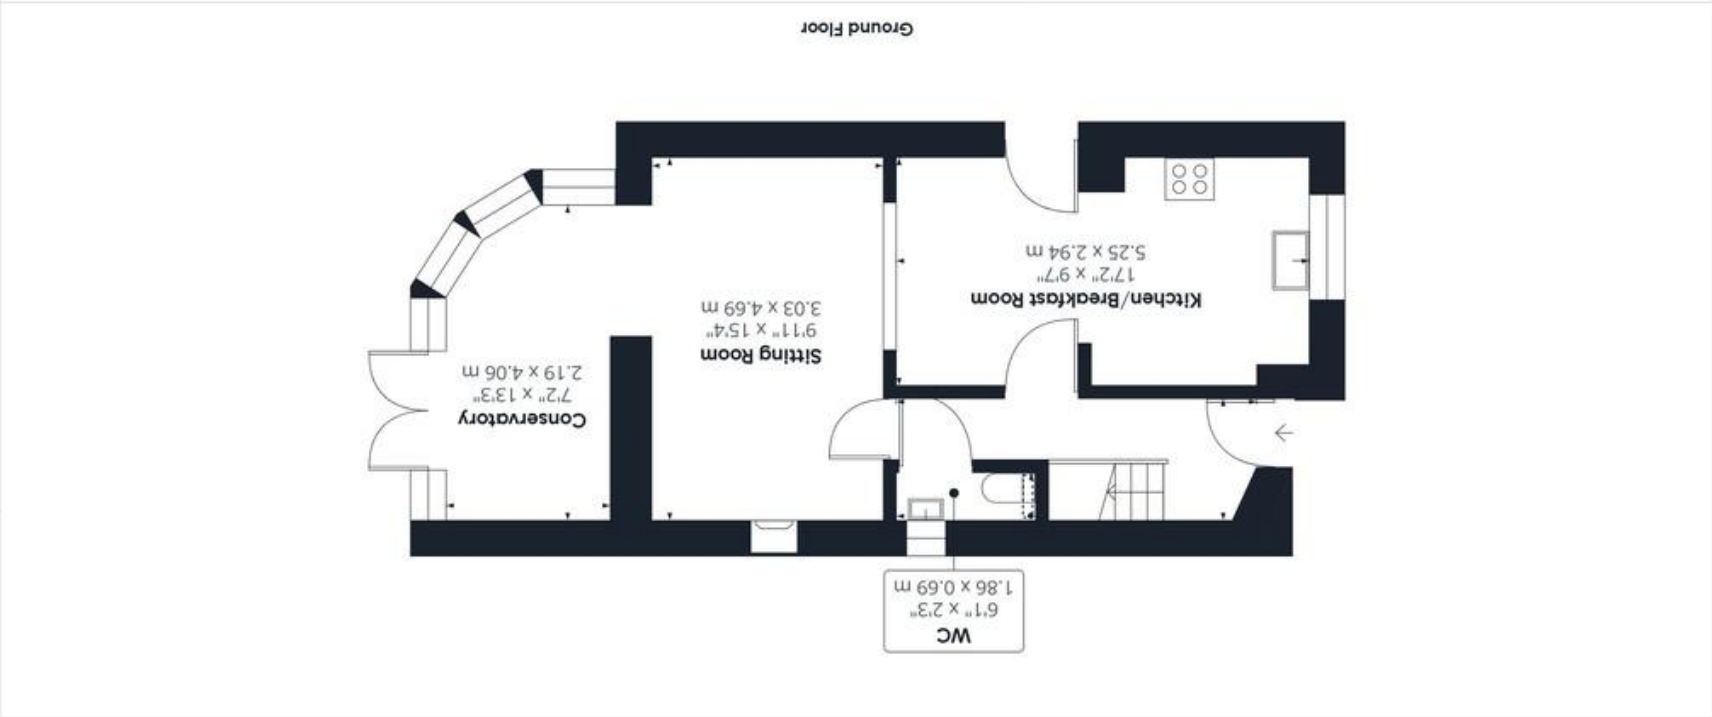 WC
6'1" x 2'3"
1.86 x 0.69 m
Conservatory
7'2" x 13'3"
2.19 x 4.06 m
Sitting Room
9'11" x 15'4"
3.03 x 4.69 m
Kitchen/Breakfast Room
17'2" x 9'7"
5.25 x 2.94 m
Ground Floor